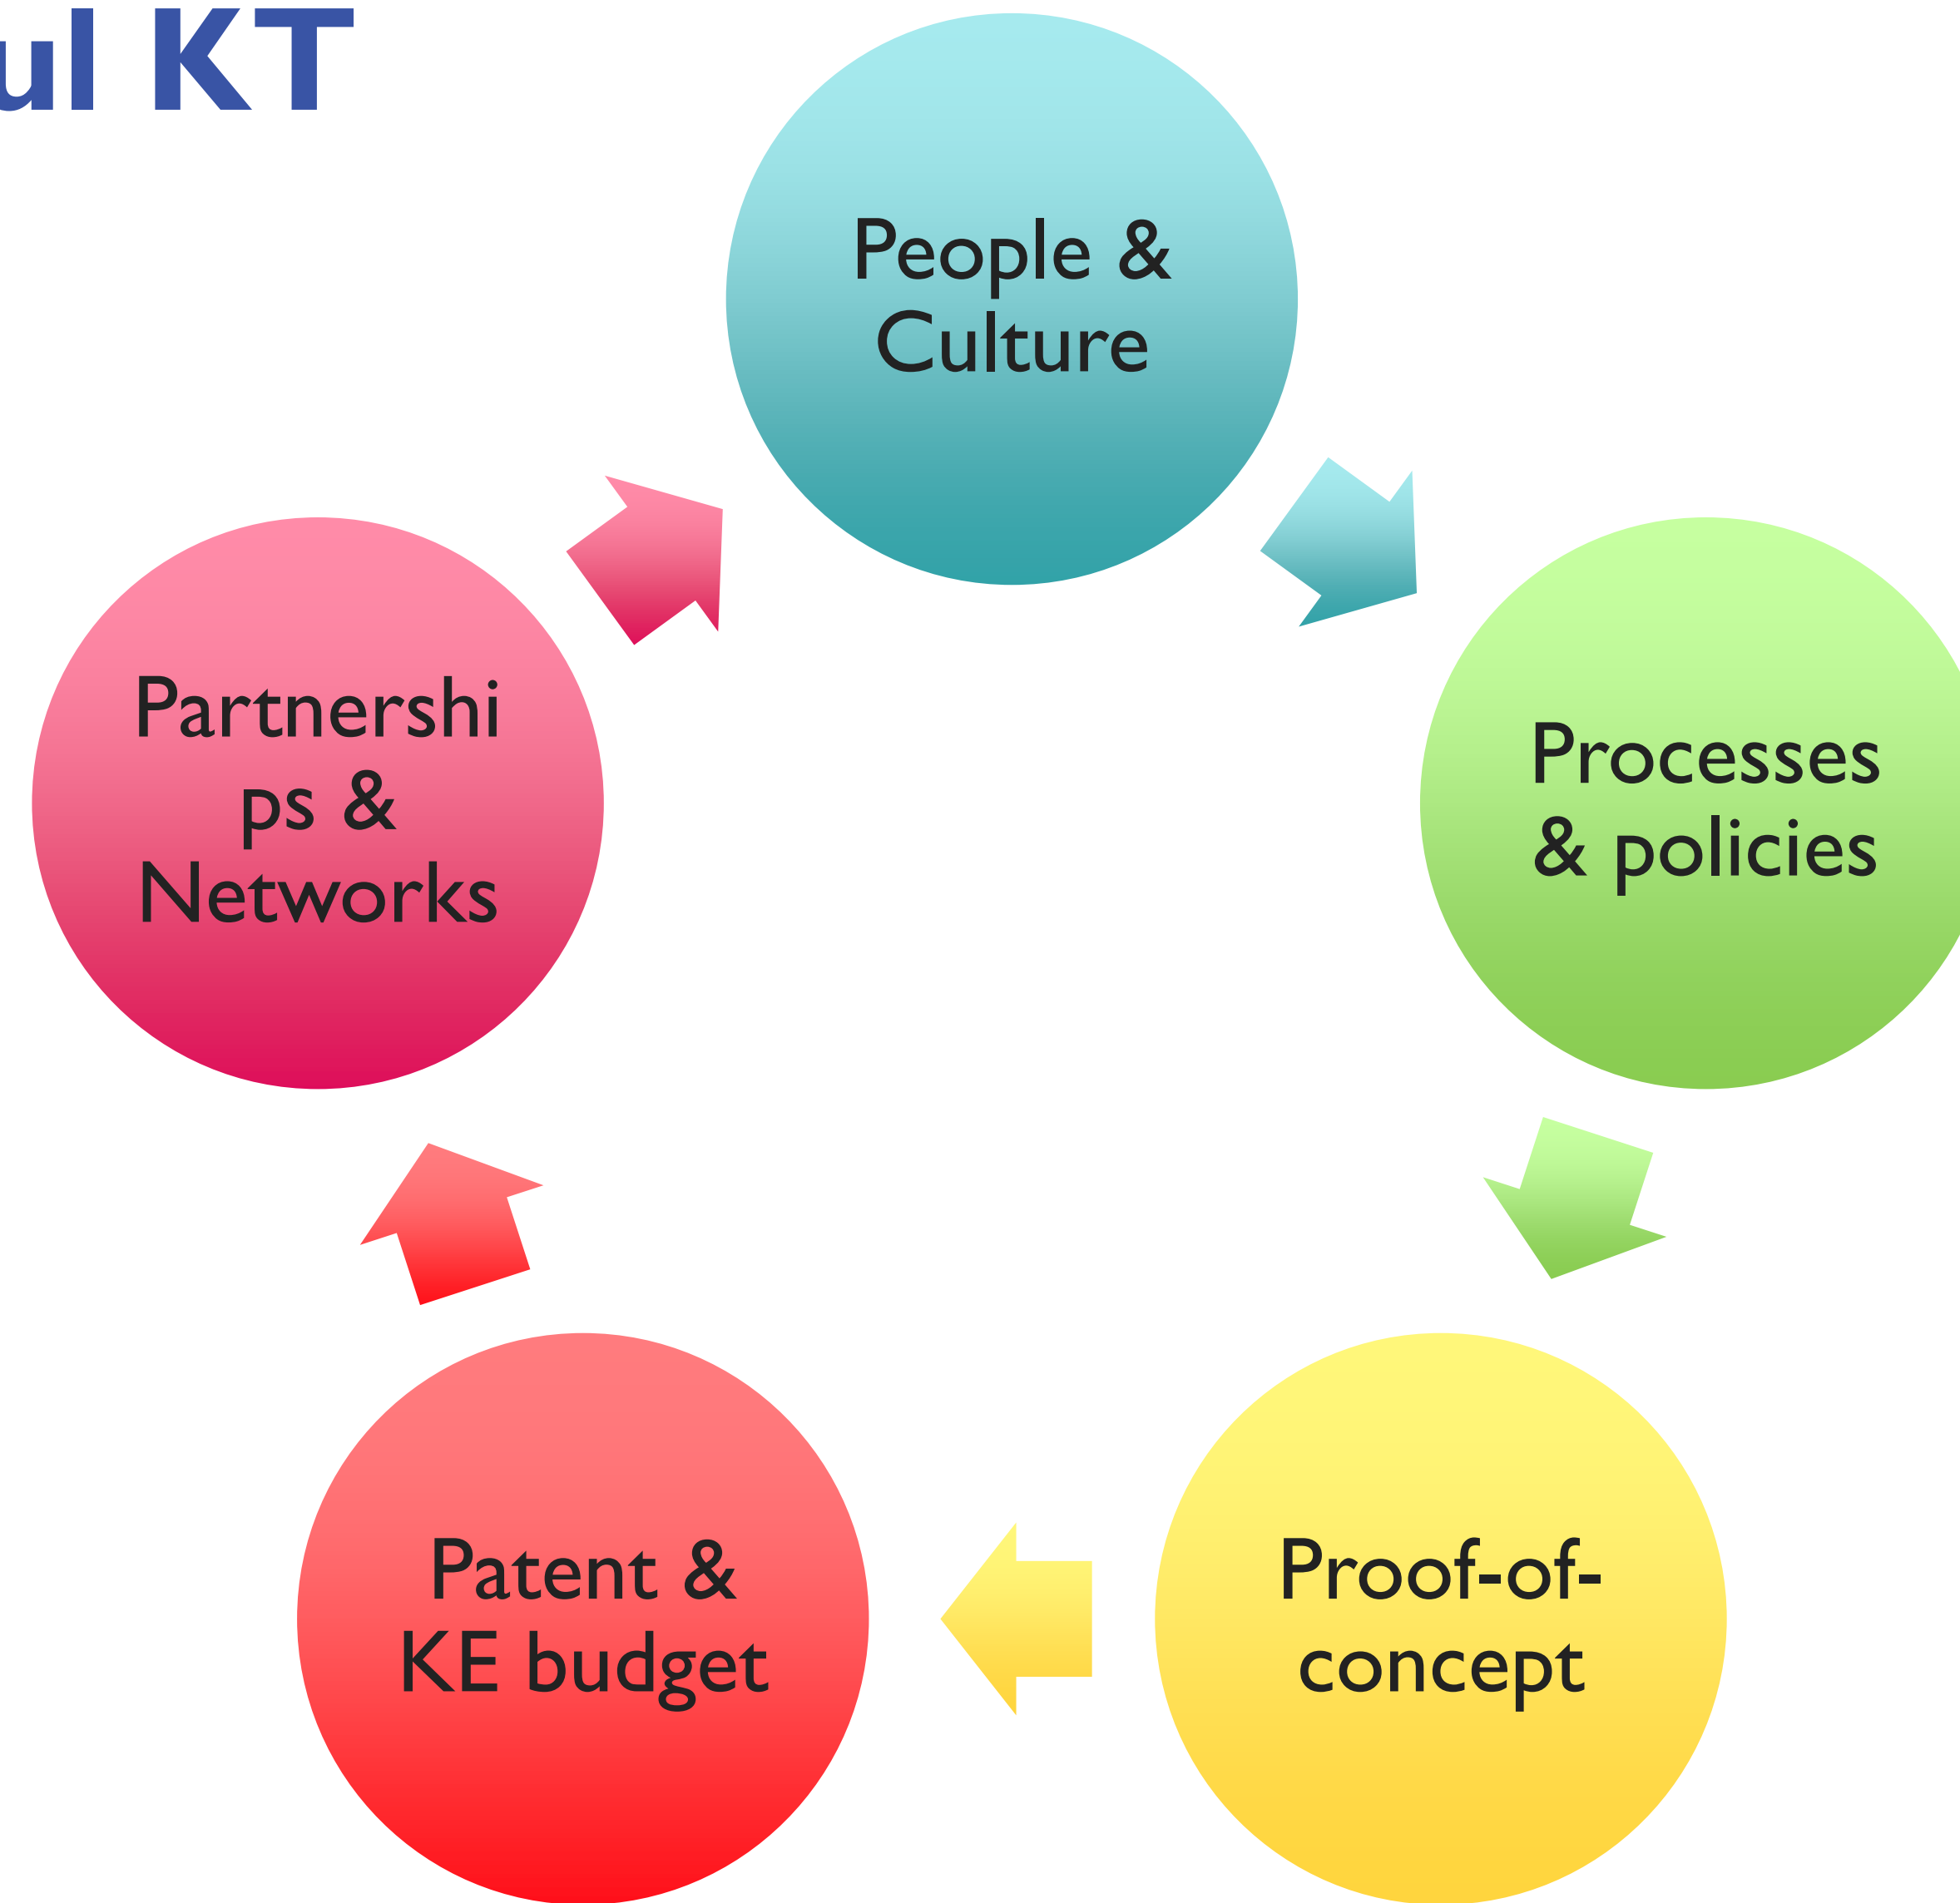 ul KT
People &
Culture
Processes
& policies
Proof-of-
concept
Patent &
KE budget
Partnershi
ps &
Networks